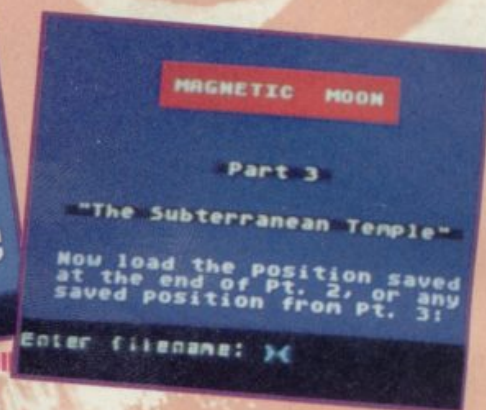 MAGNETIC MOON
Part 3
"The Subterranean Temple"
Now load the position saved
at the end of Pt. 2, or any
saved position from Pt. 3:
Enter filename: